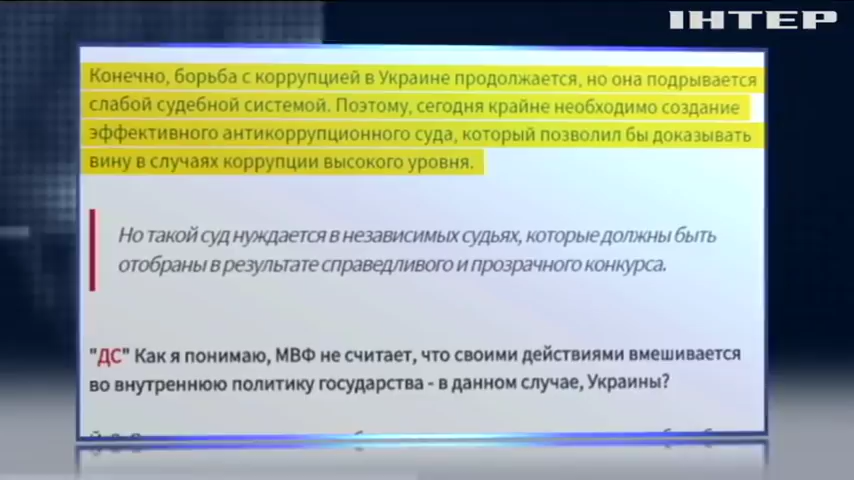 ІНТЕР
Конечно, борьба с коррупцией в Украине продолжается, но она подрывается
слабой судебной системой. Поэтому, сегодня крайне необходимо создание
эффективного антикоррупционного суда, который позволил бы доказывать
вину в случаях коррупции высокого уровня.
Но такой суд нуждается в независимых судьях, которые должны быть
отобраны в результате справедливого и прозрачного конкурса.
"ДС" Как я понимаю, МВФ не считает, что своими действиями вмешивается
во внутреннюю политику государства - в данном случае, Украины?